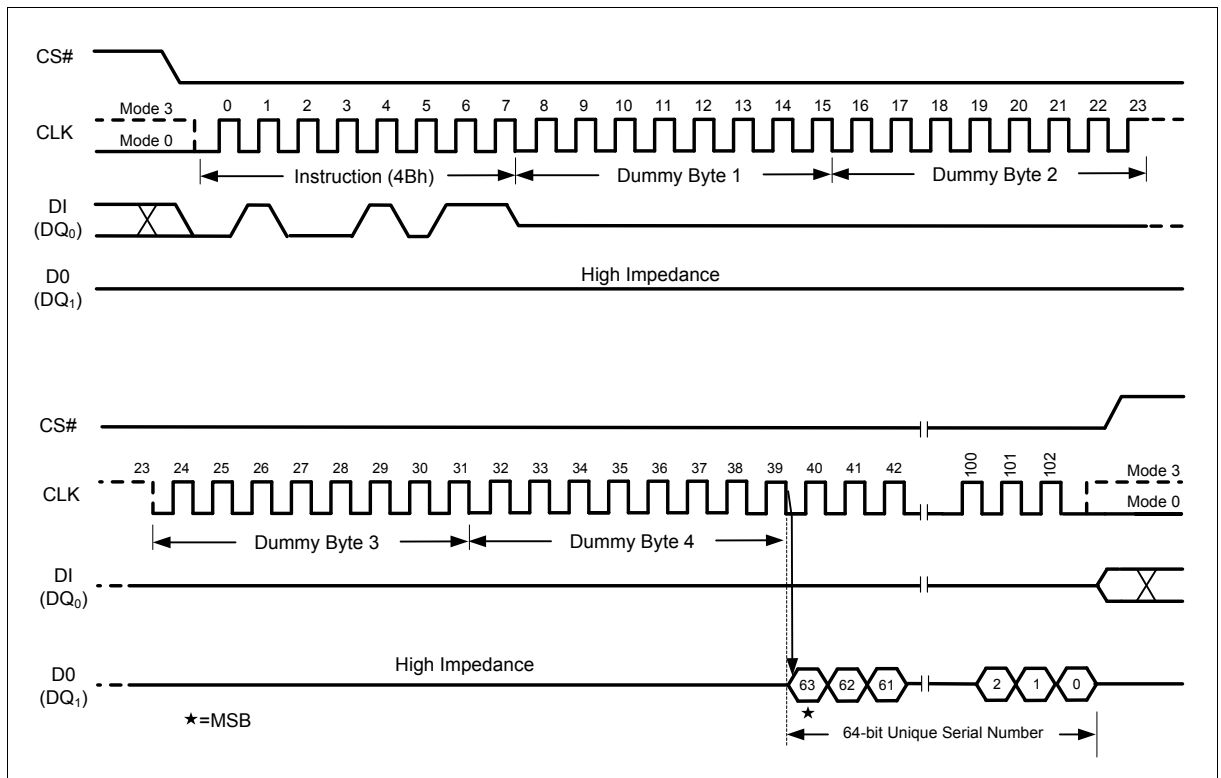 CS#
Mode 3
0 1 2 3 4 5 6 7 8 9 10 11 12 13 14 15 16 17 18 19 20 21 22 23
CLK
Mode 0
Instruction (4Bh)
Dummy Byte 1
Dummy Byte 2
DI
(DQ0)
D0
(DQ1)
High Impedance
CS#
23 24 25 26 27 28 29 30 31 32 33 34 35 36 37 38 39 40 41 42 100 101 102
Mode 3
CLK
Mode 0
Dummy Byte 3
Dummy Byte 4
DI
(DQ0)
High Impedance
D0
(DQ1)
63 62 61 2 1 0
★=MSB
★
64-bit Unique Serial Number